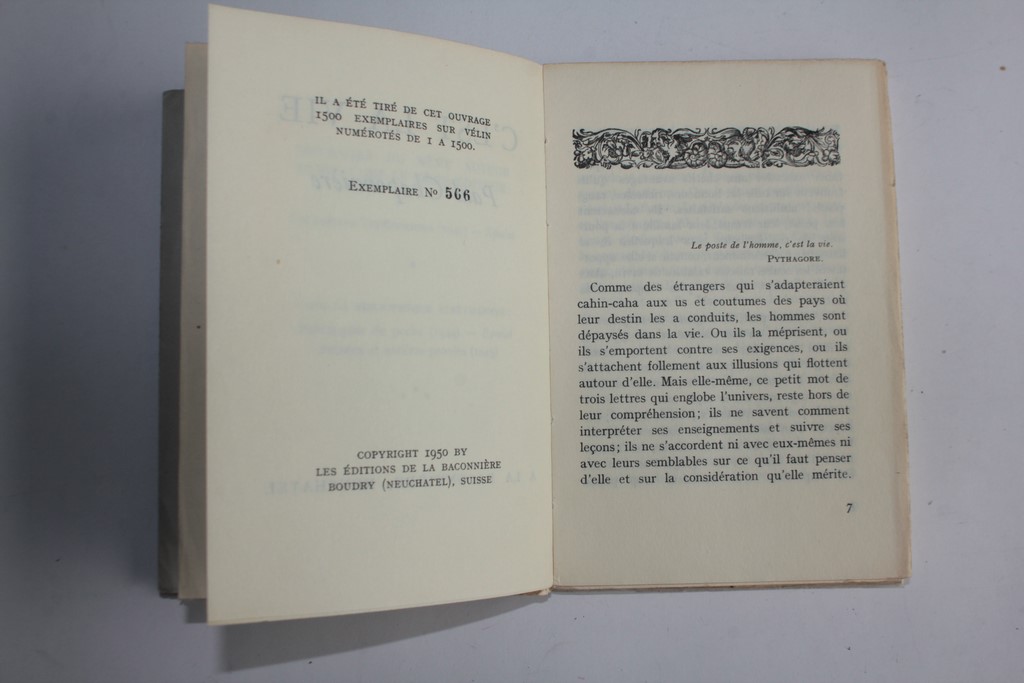 IL A ÉTÉ TIRÉ DE CET OUVRAGE
1500 EXEMPLAIRES SUR VÉLIN
NUMÉROTÉS DE 1 A 1500.
EXEMPLAIRE No 566
COPYRIGHT 1950 BY
LES ÉDITIONS DE LA BACONNIÈRE
BOUDRY (NEUCHATEL), SUISSE
Le poste de l'homme, c'est la vie.
PYTHAGORE.
Comme des étrangers qui s'adapteraient
cahin-caha aux us et coutumes des pays où
leur destin les a conduits, les hommes sont
dépaysés dans la vie. Ou ils la méprisent, ou
ils s'emportent contre ses exigences, ou ils
s'attachent follement aux illusions qui flottent
autour d'elle. Mais elle-même, ce petit mot de
trois lettres qui englobe l'univers, reste hors de
leur compréhension; ils ne savent comment
interpréter ses enseignements et suivre ses
leçons; ils ne s'accordent ni avec eux-mêmes ni
avec leurs semblables sur ce qu'il faut penser
d'elle et sur la considération qu'elle mérite.
7